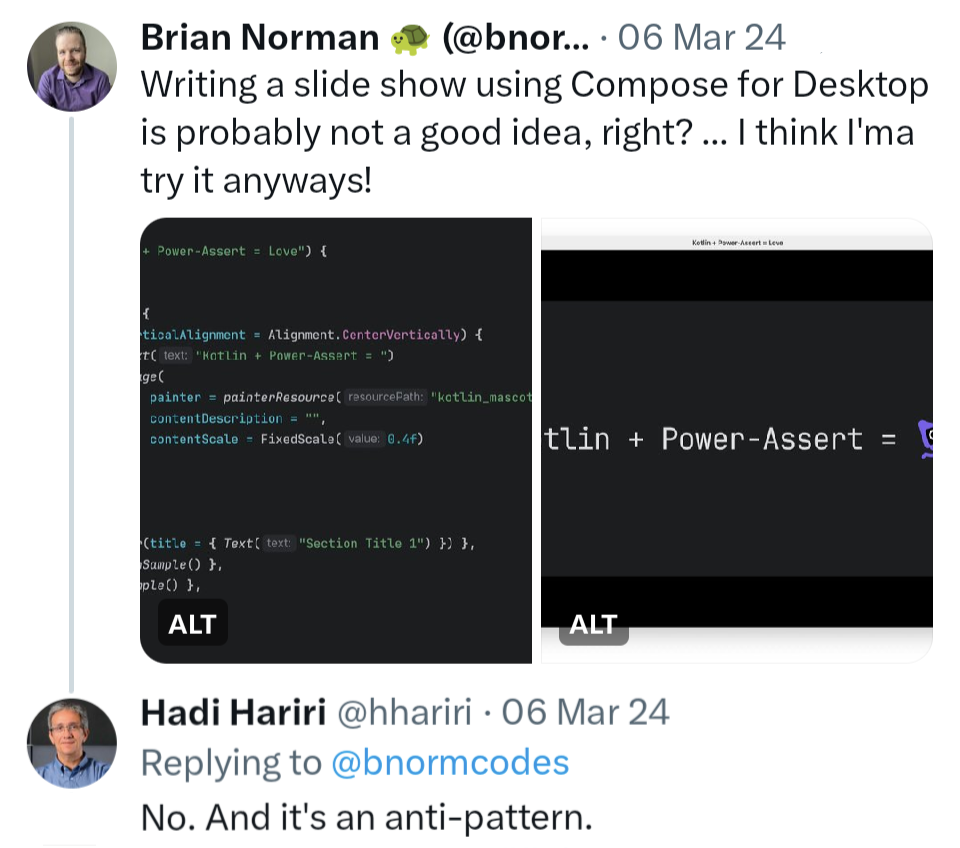 Brian Norman 🐢 (@bnor... · 06 Mar 24
Writing a slide show using Compose for Desktop
is probably not a good idea, right? ... I think I'ma
try it anyways!
+ Power-Assert = Love") {
{
ticalAlignment = Alignment.CenterVertically) {
t( text: "Kotlin + Power-Assert = ")
ge(
painter = painterResource( resourcePath: "kotlin_mascot
contentDescription = "",
contentScale = FixedScale( value: 0.4f)
(title = { Text( text: "Section Title 1") }) },
Sample() },
ple() },
ALT
Kotlin + Power-Assert = Love
tlin + Power-Assert =
ALT
Hadi Hariri @hhariri · 06 Mar 24
Replying to @bnormcodes
No. And it's an anti-pattern.